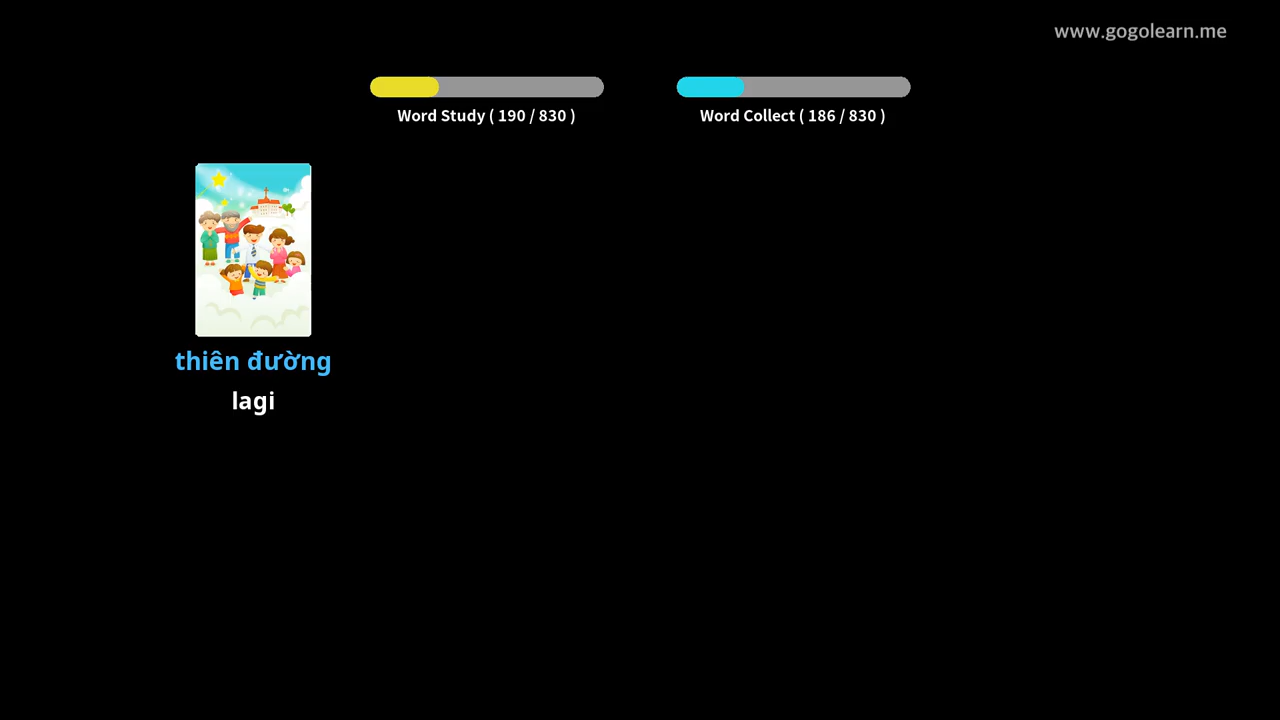 www.gogolearn.me
Word Study ( 190 / 830 )
Word Collect ( 186 / 830 )
thiên đường
lagi